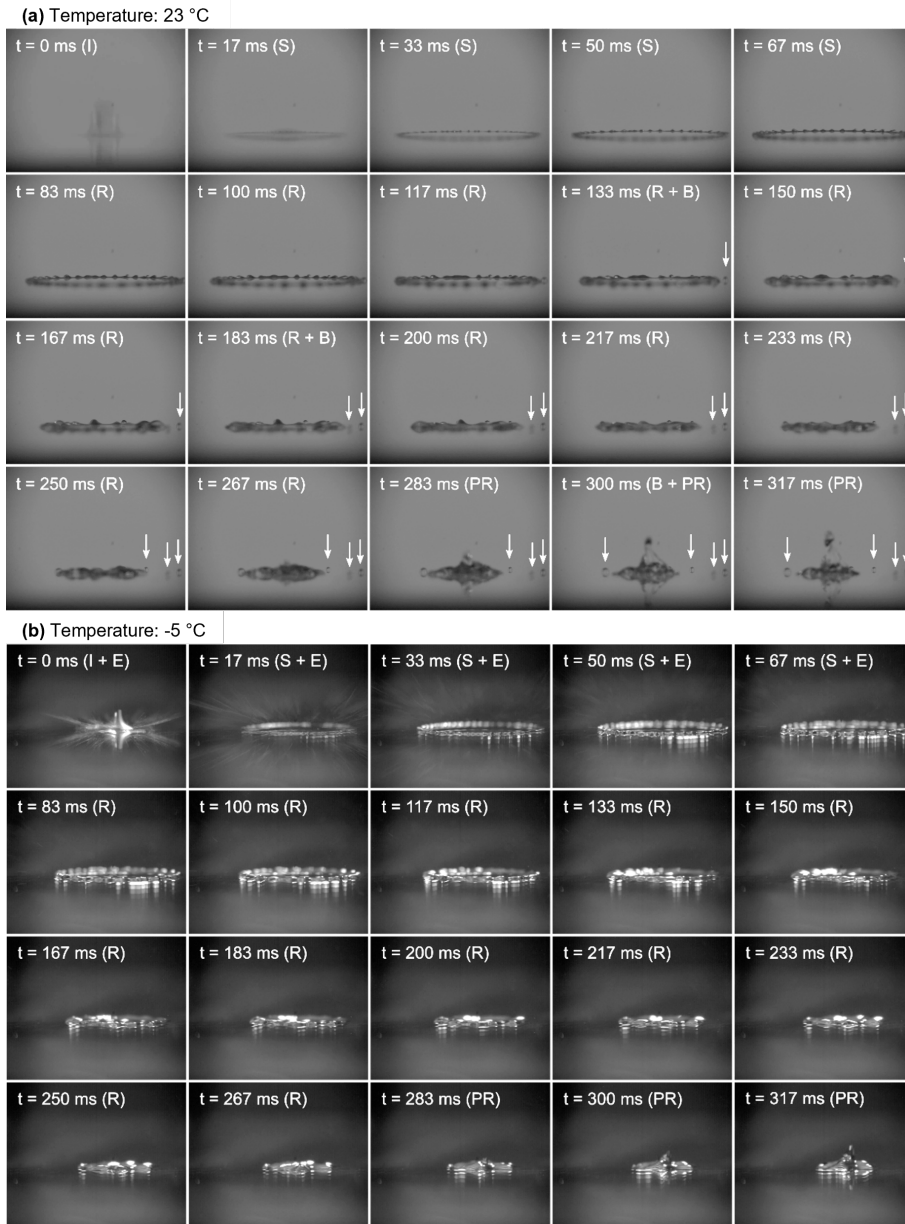 (a) Temperature: 23 °C
t = 0 ms (I)
t = 17 ms (S)
t = 33 ms (S)
t = 50 ms (S)
t = 67 ms (S)
t = 83 ms (R)
t = 100 ms (R)
t = 117 ms (R)
t = 133 ms (R + B)
t = 150 ms (R)
t = 167 ms (R)
t = 183 ms (R + B)
t = 200 ms (R)
t = 217 ms (R)
t = 233 ms (R)
t = 250 ms (R)
t = 267 ms (R)
t = 283 ms (PR)
t = 300 ms (B + PR)
t = 317 ms (PR)
(b) Temperature: -5 °C
t = 0 ms (I + E)
t = 17 ms (S + E)
t = 33 ms (S + E)
t = 50 ms (S + E)
t = 67 ms (S + E)
t = 83 ms (R)
t = 100 ms (R)
t = 117 ms (R)
t = 133 ms (R)
t = 150 ms (R)
t = 167 ms (R)
t = 183 ms (R)
t = 200 ms (R)
t = 217 ms (R)
t = 233 ms (R)
t = 250 ms (R)
t = 267 ms (R)
t = 283 ms (PR)
t = 300 ms (PR)
t = 317 ms (PR)